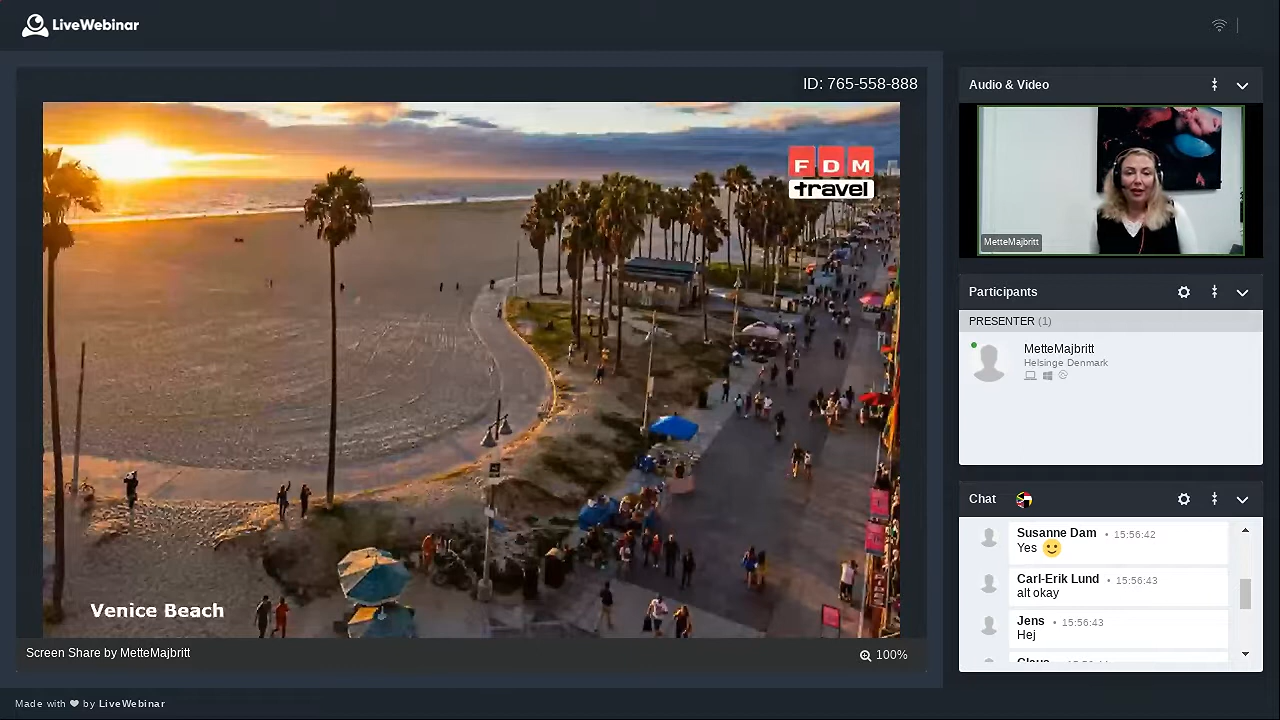 LiveWebinar
ID: 765-558-888
FDM
travel
Venice Beach
Screen Share by MetteMajbritt
100%
Audio & Video
MetteMajbritt
Participants
PRESENTER (1)
MetteMajbritt
Helsinge Denmark
Chat
Susanne Dam • 15:56:42
Yes
Carl-Erik Lund • 15:56:43
alt okay
Jens • 15:56:43
Hej
Made with ❤ by LiveWebinar